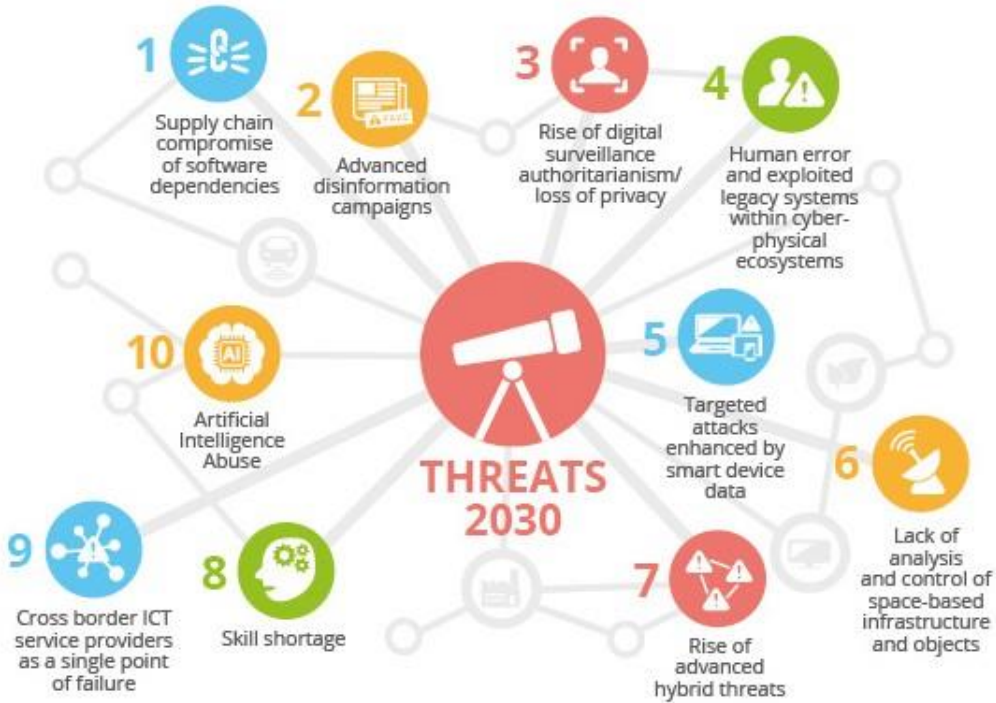 1
Supply chain
compromise
of software
dependencies
2
FAKE
Advanced
disinformation
campaigns
3
Rise of digital
surveillance
authoritarianism/
loss of privacy
4
Human error
and exploited
legacy systems
within cyber-
physical
ecosystems
THREATS
2030
5
Targeted
attacks
enhanced by
smart device
data
6
Lack of
analysis
and control of
space-based
infrastructure
and objects
7
Rise of
advanced
hybrid threats
8
Skill shortage
9
Cross border ICT
service providers
as a single point
of failure
10
AI
Artificial
Intelligence
Abuse